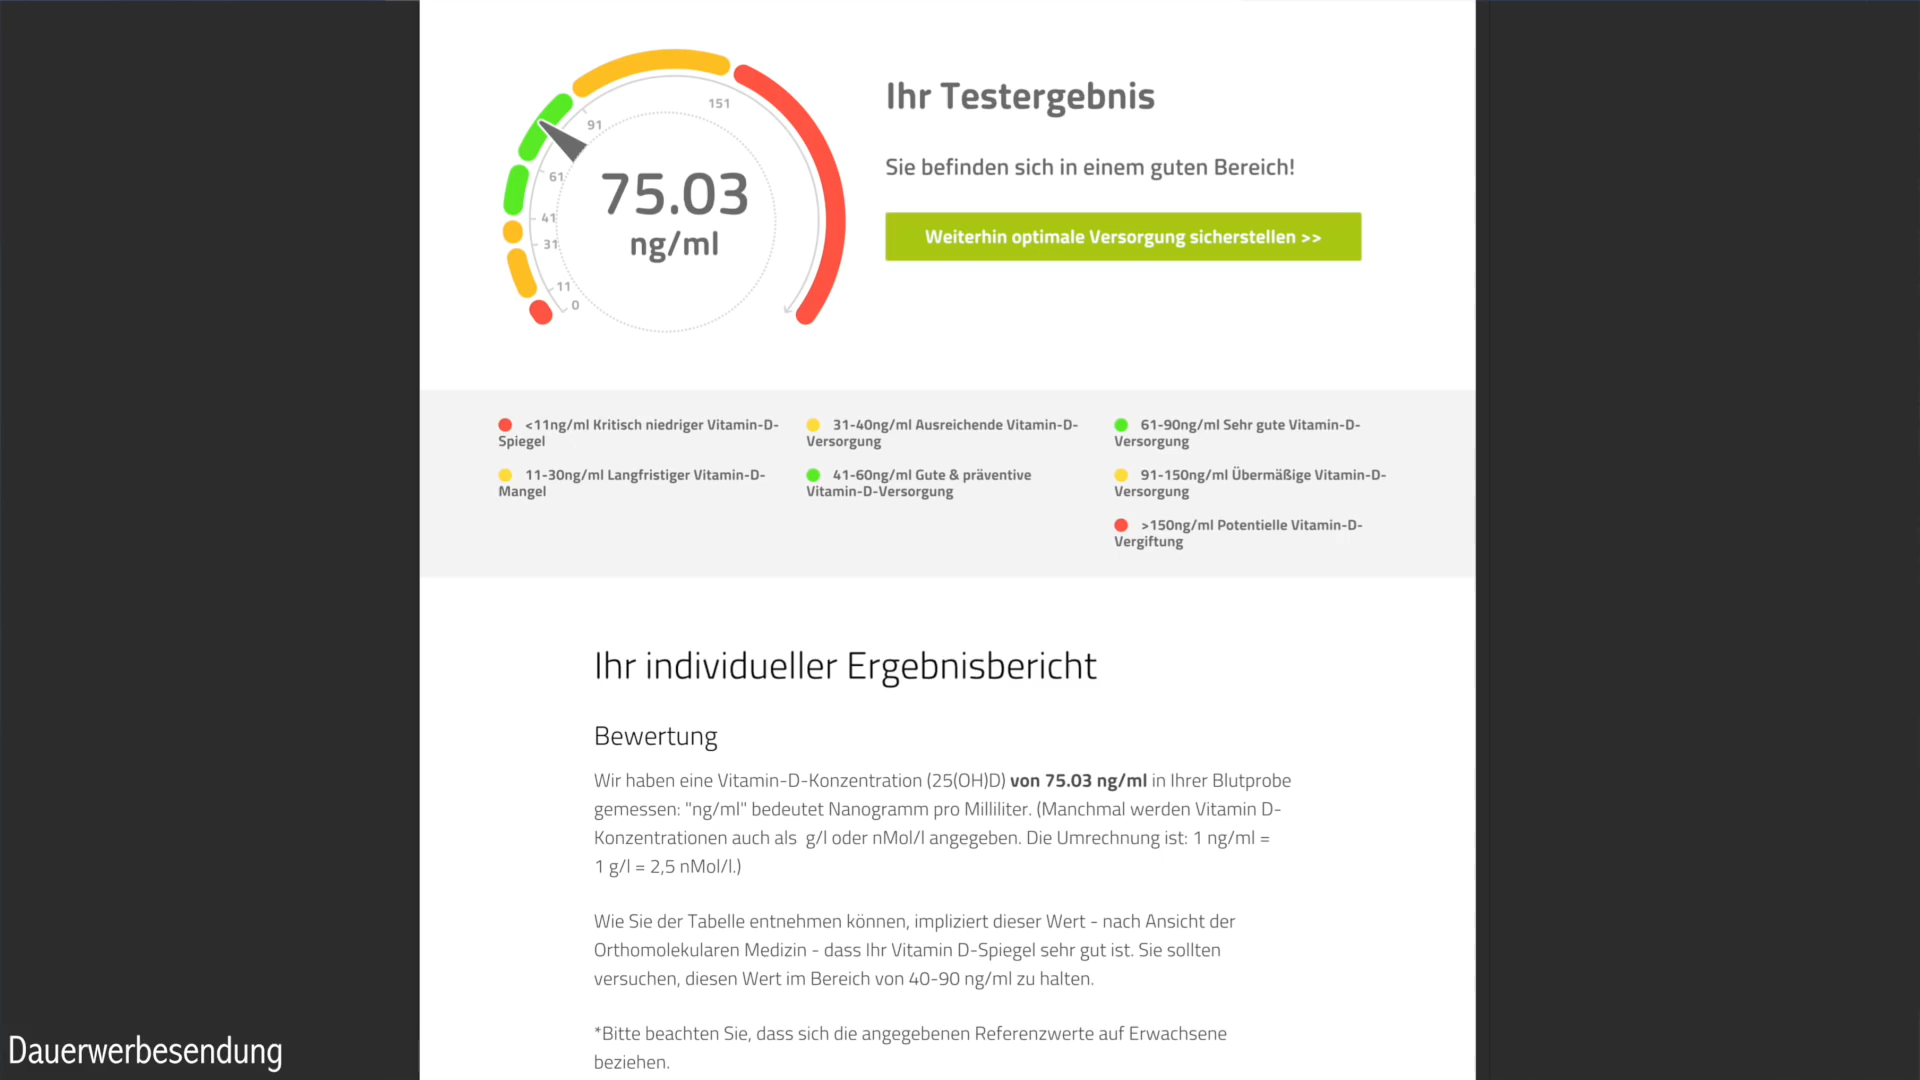 151
91
61
41
31
11
0
75.03
ng/ml
Ihr Testergebnis
Sie befinden sich in einem guten Bereich!
Weiterhin optimale Versorgung sicherstellen >>
<11ng/ml Kritisch niedriger Vitamin-D-
Spiegel
11-30ng/ml Langfristiger Vitamin-D-
Mangel
31-40ng/ml Ausreichende Vitamin-D-
Versorgung
41-60ng/ml Gute & präventive
Vitamin-D-Versorgung
61-90ng/ml Sehr gute Vitamin-D-
Versorgung
91-150ng/ml Übermäßige Vitamin-D-
Versorgung
>150ng/ml Potentielle Vitamin-D-
Vergiftung
Ihr individueller Ergebnisbericht
Bewertung
Wir haben eine Vitamin-D-Konzentration (25(OH)D) von 75.03 ng/ml in Ihrer Blutprobe
gemessen: "ng/ml" bedeutet Nanogramm pro Milliliter. (Manchmal werden Vitamin D-
Konzentrationen auch als g/l oder nMol/l angegeben. Die Umrechnung ist: 1 ng/ml =
1 g/l = 2,5 nMol/l.)
Wie Sie der Tabelle entnehmen können, impliziert dieser Wert - nach Ansicht der
Orthomolekularen Medizin - dass Ihr Vitamin D-Spiegel sehr gut ist. Sie sollten
versuchen, diesen Wert im Bereich von 40-90 ng/ml zu halten.
*Bitte beachten Sie, dass sich die angegebenen Referenzwerte auf Erwachsene
beziehen.
Dauerwerbesendung